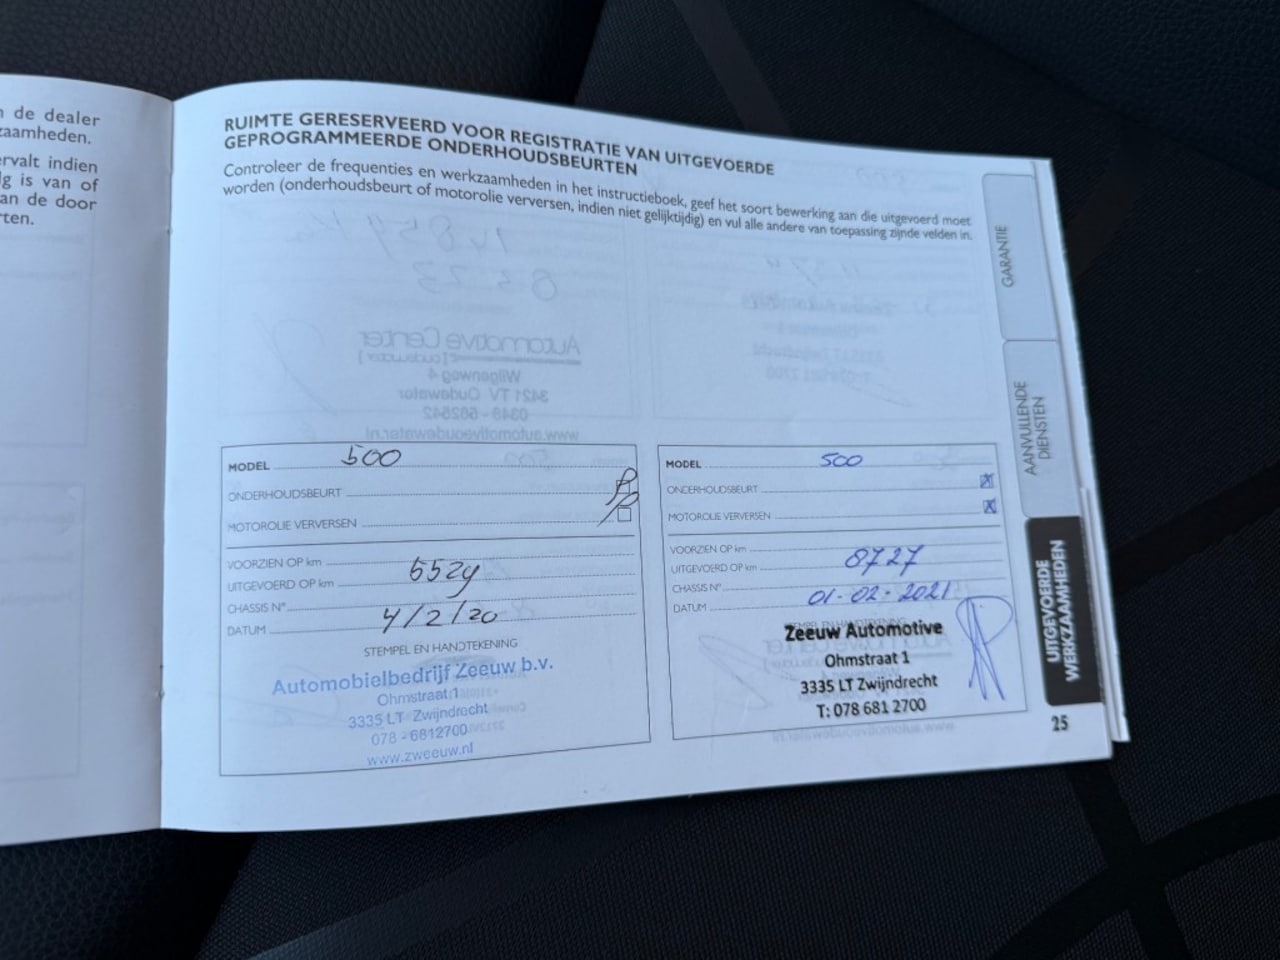 n de dealer
zaamheden.
ervalt indien
lg is van of
an de door
rten.
RUIMTE GERESERVEERD VOOR REGISTRATIE VAN UITGEVOERDE
GEPROGRAMMEERDE ONDERHOUDSBEURTEN
Controleer de frequenties en werkzaamheden in het instructieboek, geef het soort bewerking aan die uitgevoerd moet
worden (onderhoudsbeurt of motorolie verversen, indien niet gelijktijdig) en vul alle andere van toepassing zijnde velden in.
MODEL 500
ONDERHOUDSBEURT
MOTOROLIE VERVERSEN
VOORZIEN OP km
UITGEVOERD OP km 5524
CHASSIS N°
DATUM 4/2/20
STEMPEL EN HANDTEKENING
Automobielbedrijf Zeeuw b.v.
Ohmstraat 1
3335 LT Zwijndrecht
078 - 6812700
www.zweeuw.nl
MODEL 500
ONDERHOUDSBEURT
MOTOROLIE VERVERSEN
VOORZIEN OP km
UITGEVOERD OP km 8727
CHASSIS N°
DATUM 01-02-2021
STEMPEL EN HANDTEKENING
Zeeuw Automotive
Ohmstraat 1
3335 LT Zwijndrecht
T: 078 681 2700
GARANTIE
AANVULLENDE
DIENSTEN
UITGEVOERDE
WERKZAAMHEDEN
25